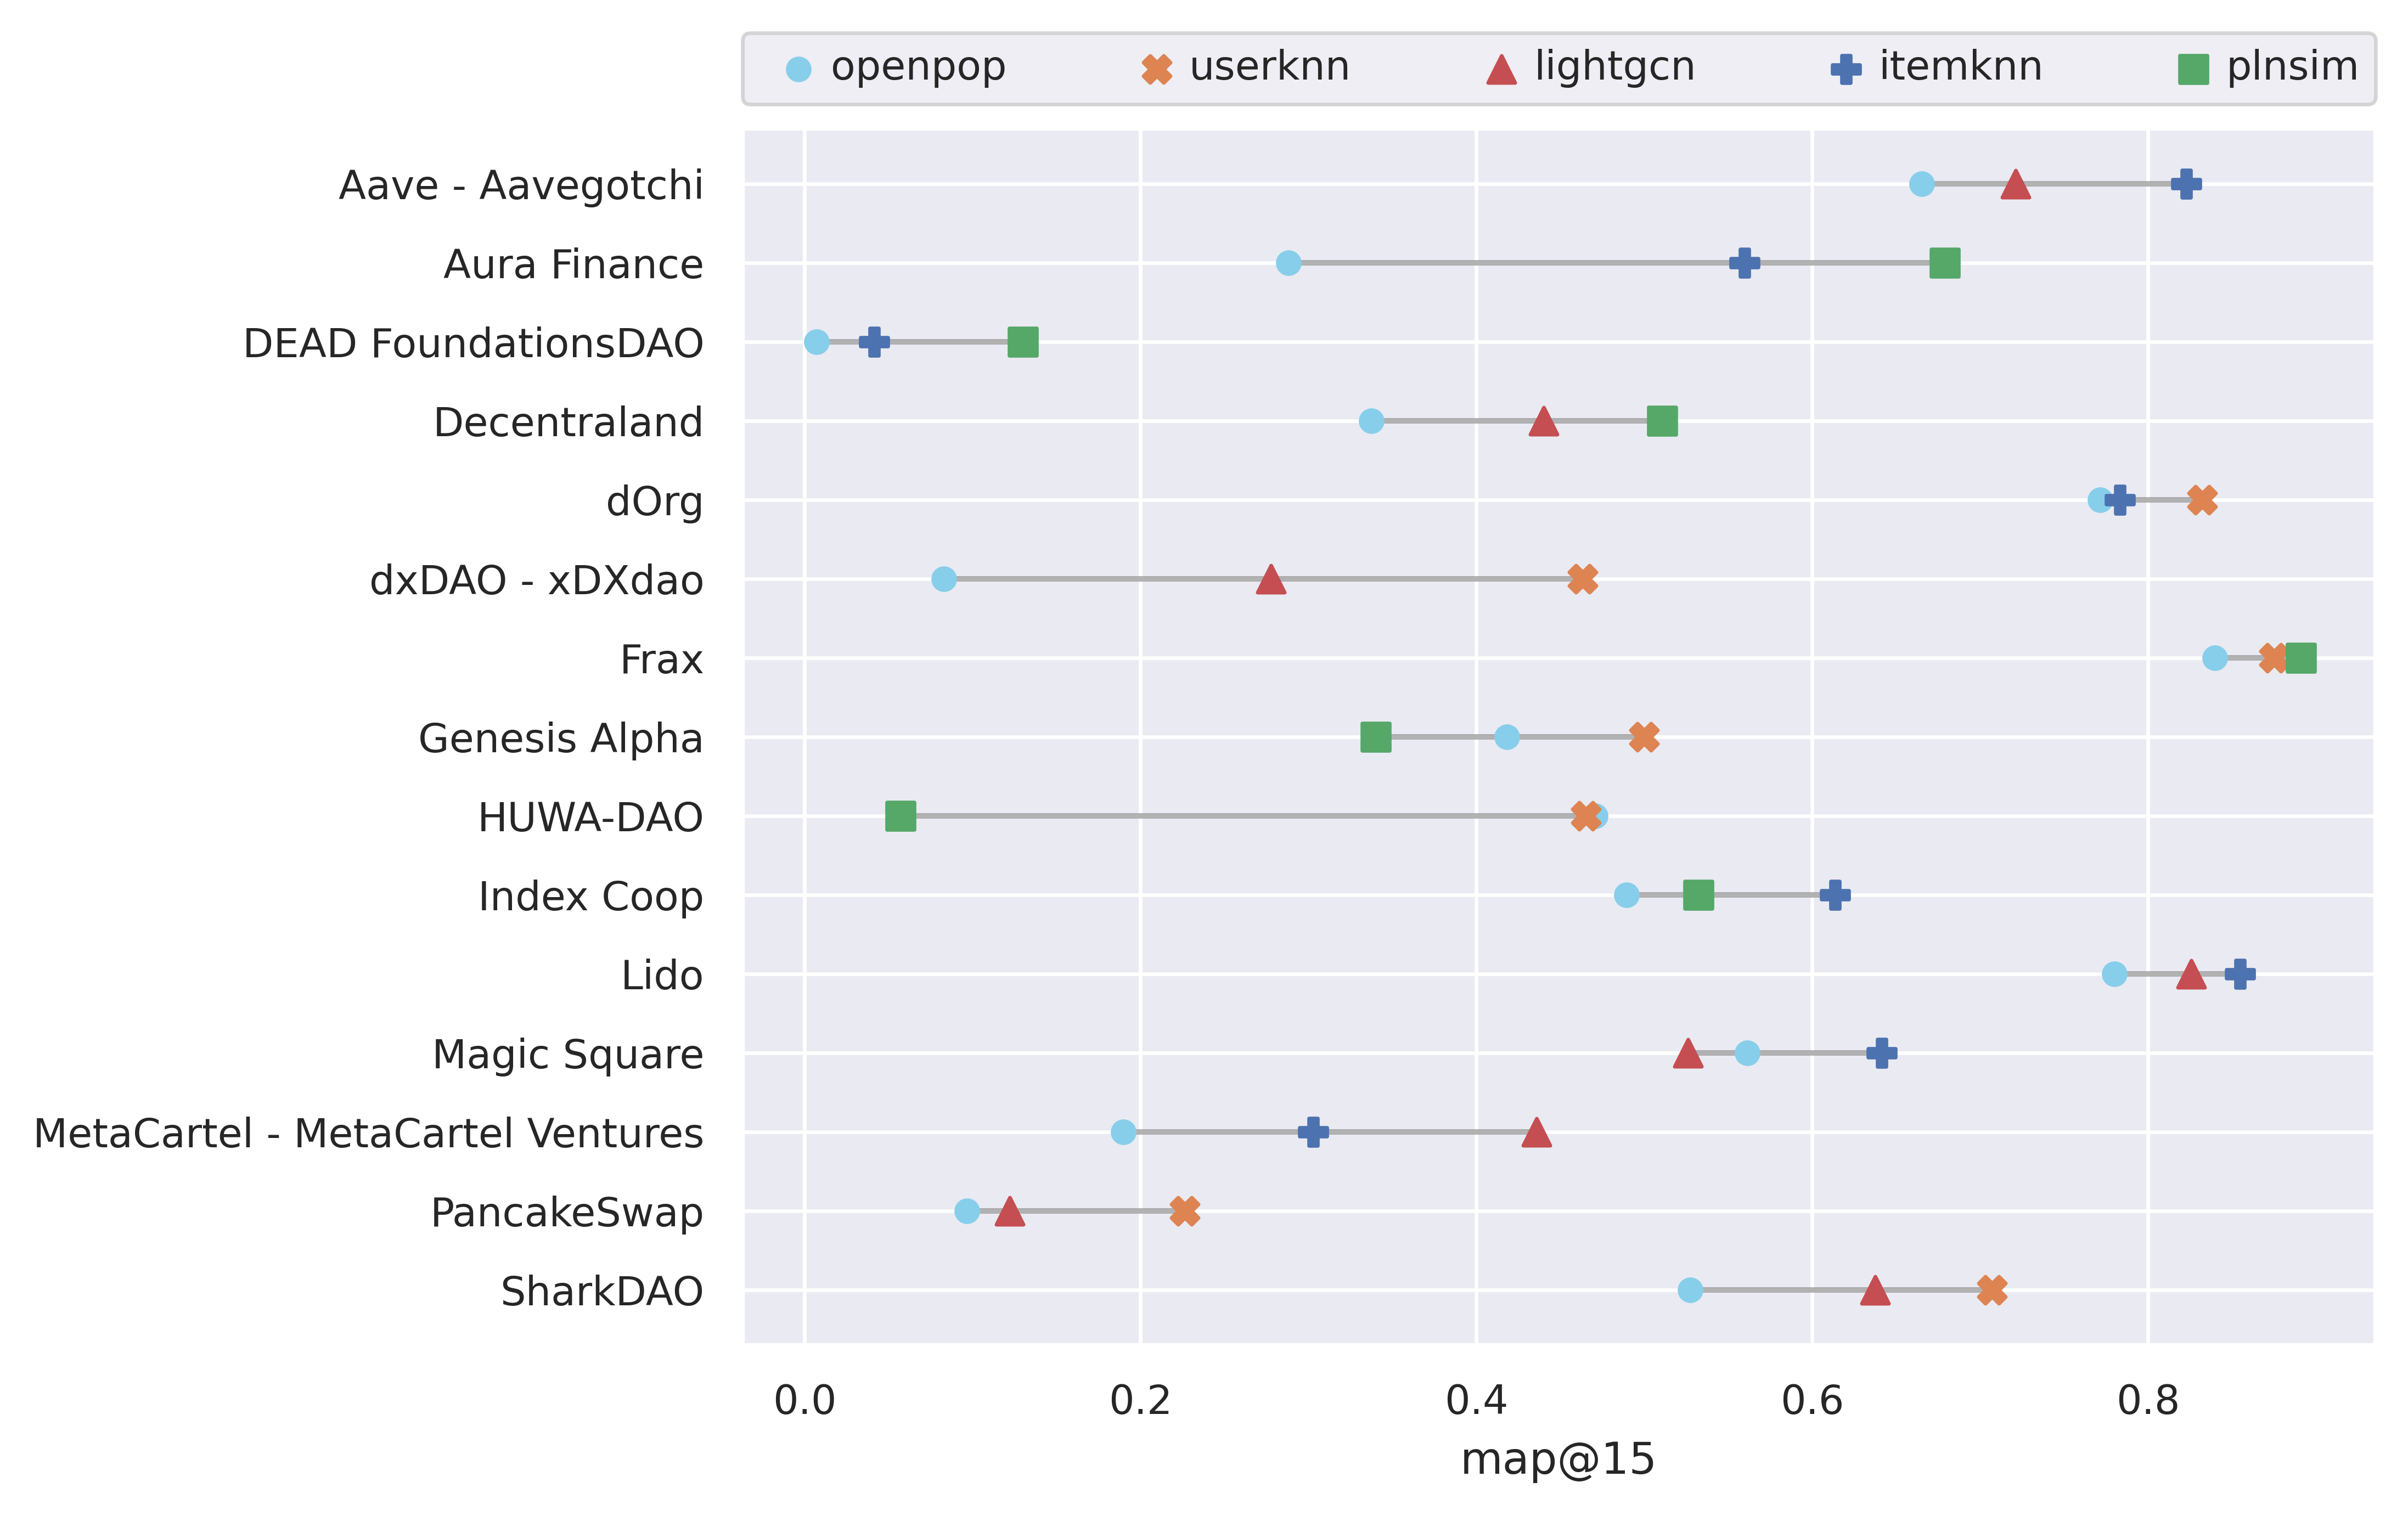 openpop userknn lightgcn itemknn plnsim
Aave - Aavegotchi
Aura Finance
DEAD FoundationsDAO
Decentraland
dOrg
dxDAO - xDXdao
Frax
Genesis Alpha
HUWA-DAO
Index Coop
Lido
Magic Square
MetaCartel - MetaCartel Ventures
PancakeSwap
SharkDAO
0.0 0.2 0.4 0.6 0.8
map@15